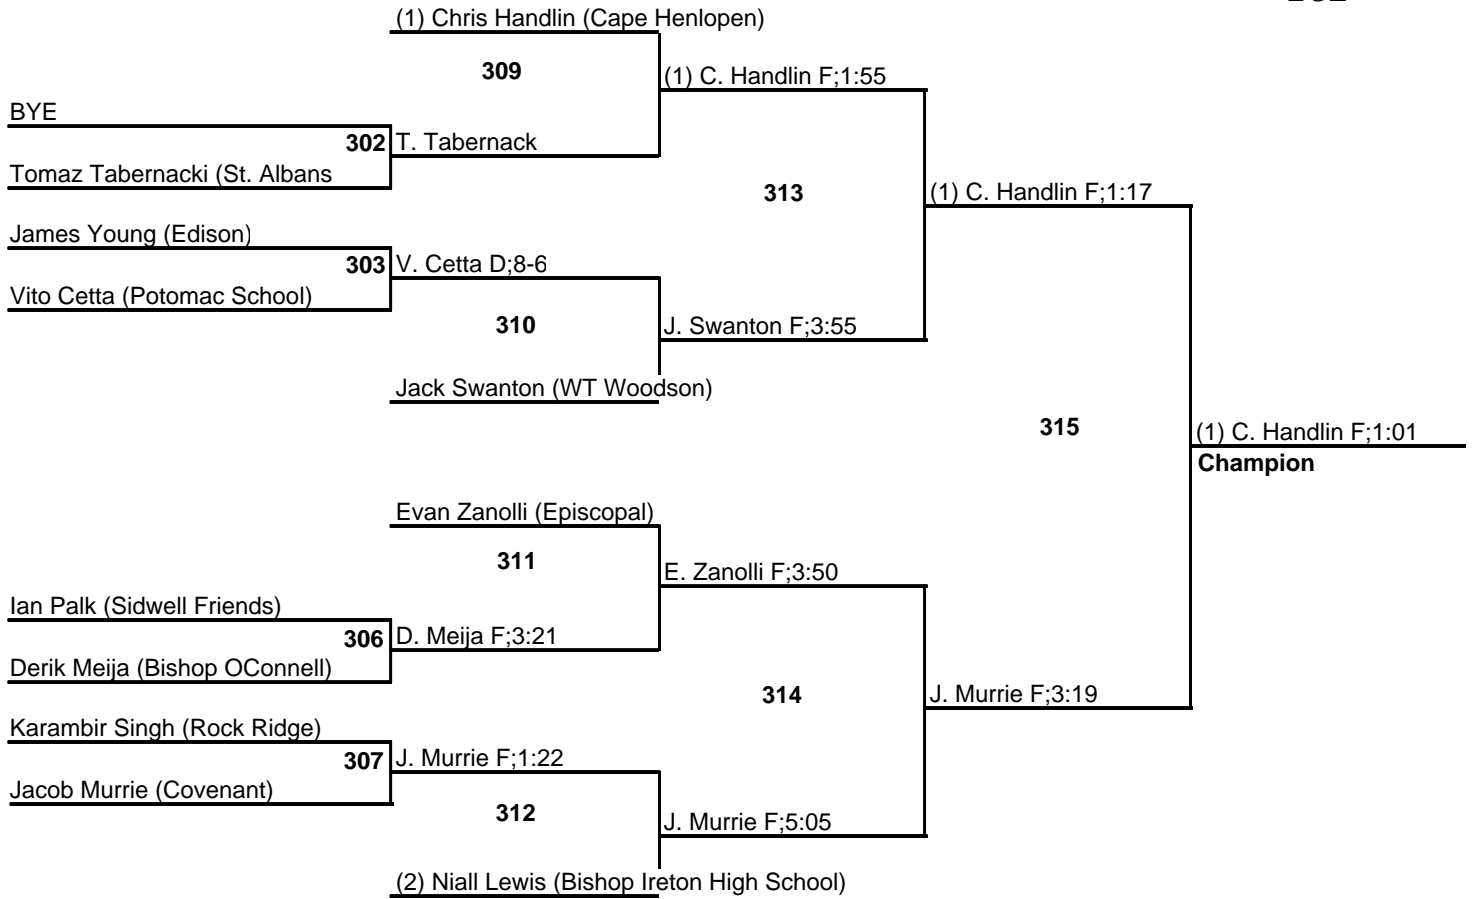 (1) Chris Handlin (Cape Henlopen)
309
(1) C. Handlin F;1:55
BYE
302
T. Tabernack
Tomaz Tabernacki (St. Albans
313
(1) C. Handlin F;1:17
James Young (Edison)
303
V. Cetta D;8-6
Vito Cetta (Potomac School)
310
J. Swanton F;3:55
Jack Swanton (WT Woodson)
315
(1) C. Handlin F;1:01
Champion
Evan Zanolli (Episcopal)
311
E. Zanolli F;3:50
Ian Palk (Sidwell Friends)
306
D. Meija F;3:21
Derik Meija (Bishop OConnell)
314
J. Murrie F;3:19
Karambir Singh (Rock Ridge)
307
J. Murrie F;1:22
Jacob Murrie (Covenant)
312
J. Murrie F;5:05
(2) Niall Lewis (Bishop Ireton High School)